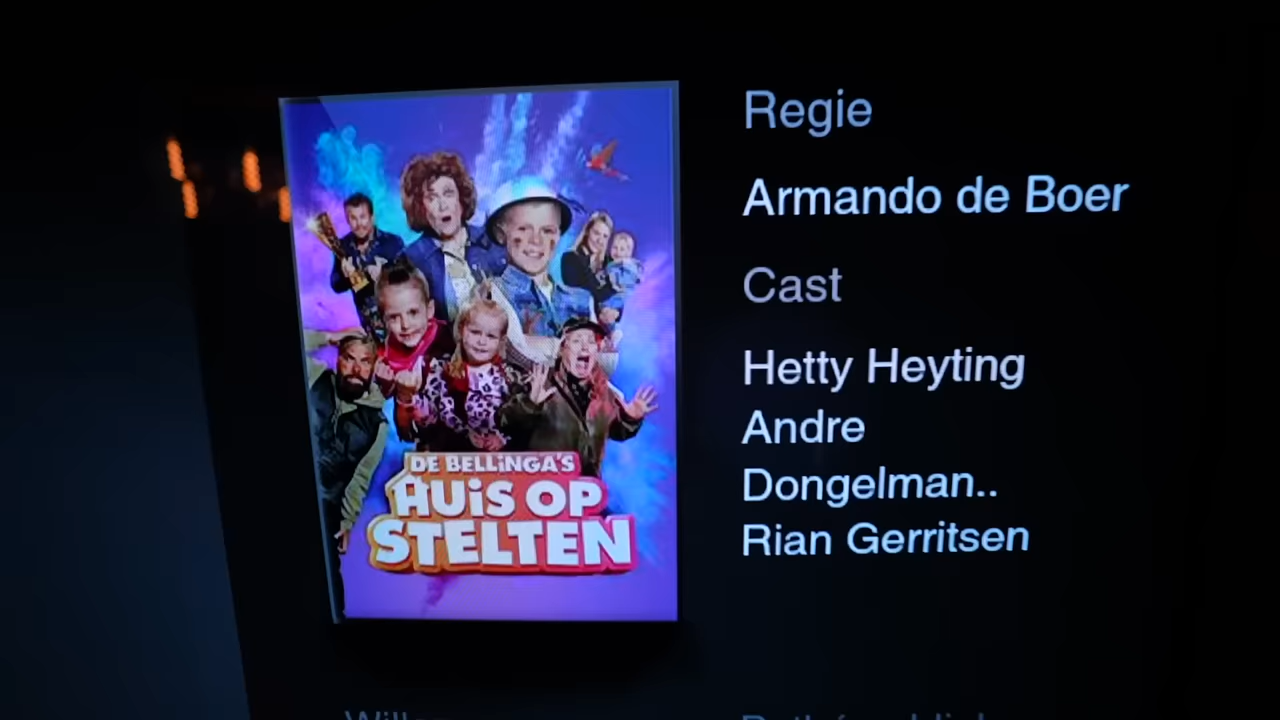 DE BELLINGA'S
HUIS OP
STELTEN
Regie
Armando de Boer
Cast
Hetty Heyting
Andre
Dongelman..
Rian Gerritsen